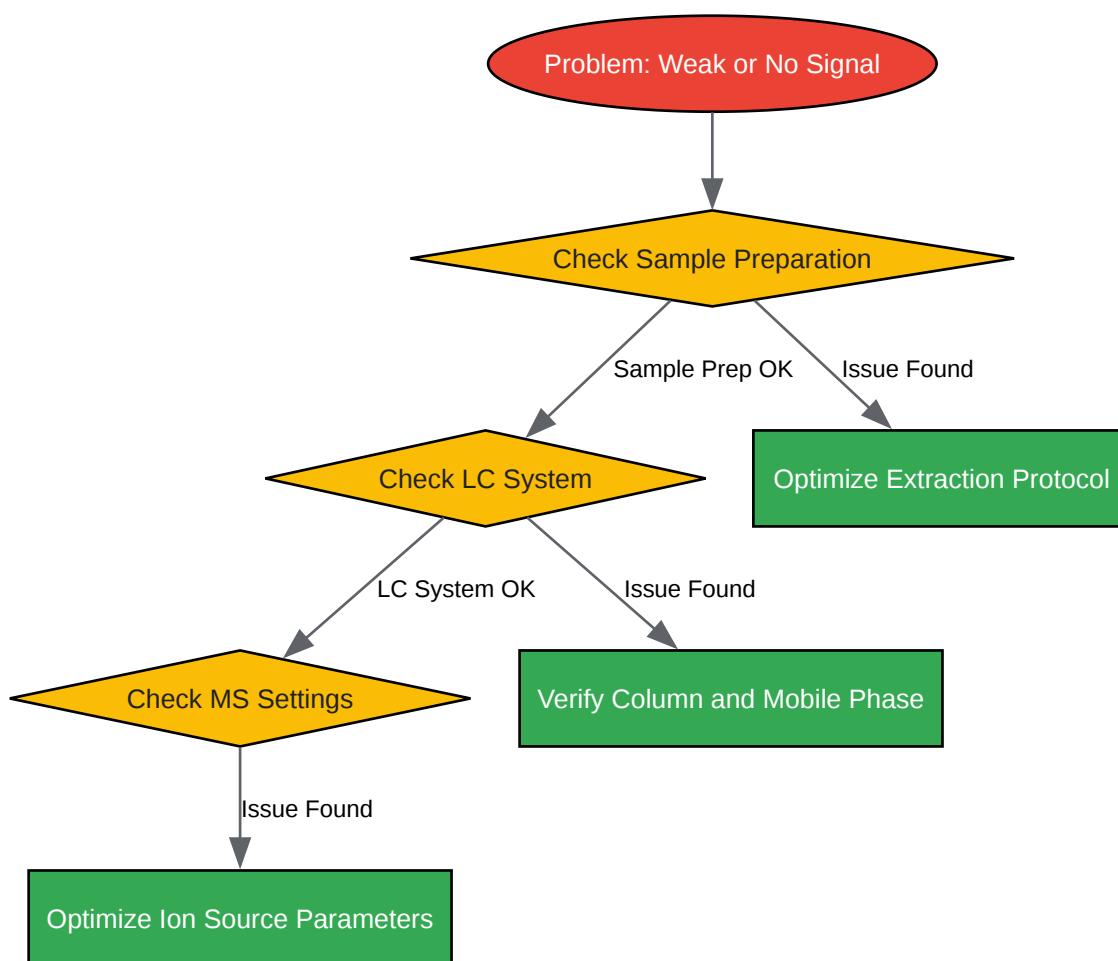 Problem: Weak or No Signal
Check Sample Preparation
Sample Prep OK
Issue Found
Check LC System
Optimize Extraction Protocol
LC System OK
Issue Found
Check MS Settings
Verify Column and Mobile Phase
Issue Found
Optimize Ion Source Parameters